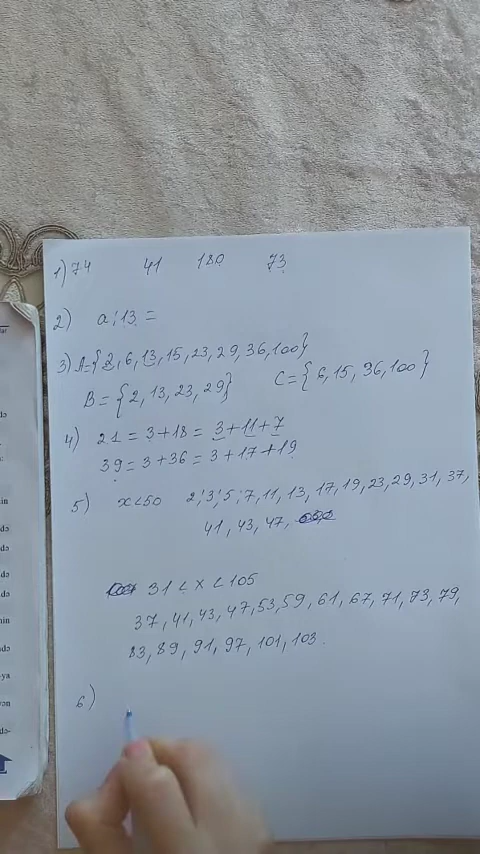 1) 74 41 180 73
2) a:13 =
3) A={2, 6, 13, 15, 23, 29, 36, 100}
B = {2, 13, 23, 29} C = {6, 15, 36, 100}
4) 21 = 3+18 = 3+11+7
39 = 3+36 = 3+17+19
5) x<50 2; 3; 5; 7, 11, 13, 17, 19, 23, 29, 31, 37,
41, 43, 47,
31 < x < 105
37, 41, 43, 47, 53, 59, 61, 67, 71, 73, 79,
83, 89, 91, 97, 101, 103.
6)